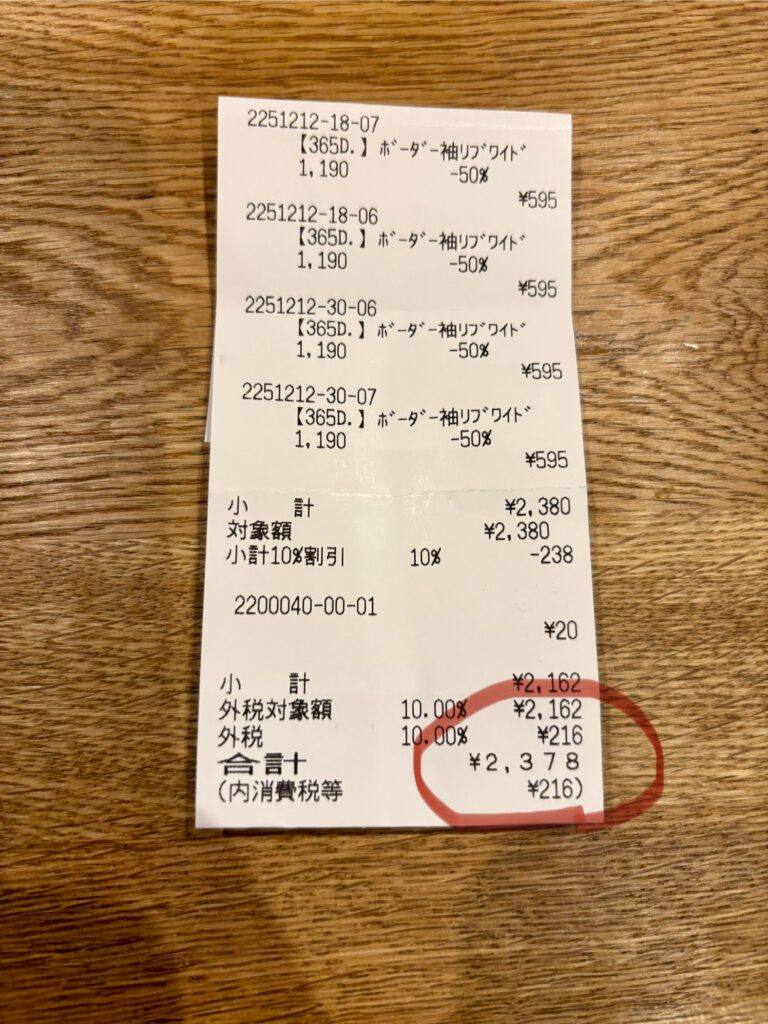 2251212-18-07
【365D.】ﾎﾞｰﾀﾞｰ袖ﾘﾌﾞﾜｲﾄﾞ
1,190 -50%
¥595
2251212-18-06
【365D.】ﾎﾞｰﾀﾞｰ袖ﾘﾌﾞﾜｲﾄﾞ
1,190 -50%
¥595
2251212-30-06
【365D.】ﾎﾞｰﾀﾞｰ袖ﾘﾌﾞﾜｲﾄﾞ
1,190 -50%
¥595
2251212-30-07
【365D.】ﾎﾞｰﾀﾞｰ袖ﾘﾌﾞﾜｲﾄﾞ
1,190 -50%
¥595
小計 ¥2,380
対象額 ¥2,380
小計10%割引 10% -238
2200040-00-01
¥20
小計 ¥2,162
外税対象額 10.00% ¥2,162
外税 10.00% ¥216
合計 ¥2,378
(内消費税等 ¥216)